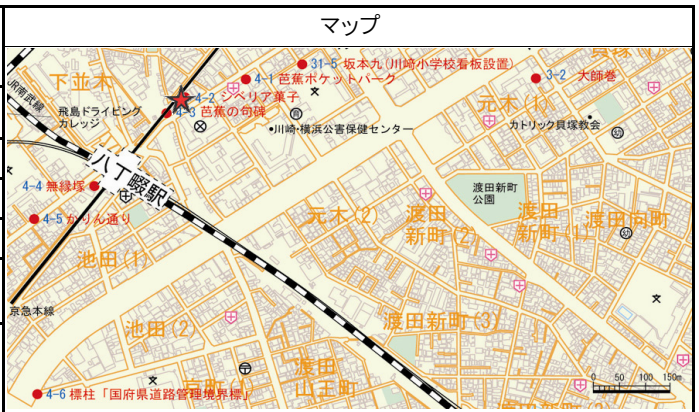 マップ
31-5 坂本九(川崎小学校看板設置)
4-1 芭蕉ポケットパーク
3-2 大師巻
下並木
JR南武線
4-2 シベリア菓子
4-3 芭蕉の句碑
元木(1)
飛島ドライビング
カレッジ
川崎・横浜公害保健センター
カトリック貝塚教会
八丁畷駅
4-4 無縁塚
4-5 かりん通り
渡田新町
公園
元木(2)
渡田
新町(2)
渡田
新町(1)
渡田向町
池田(1)
京急本線
池田(2)
渡田新町(3)
渡田
山王町
0 50 100 150m
4-6 標柱「国府県道路管理境界標」